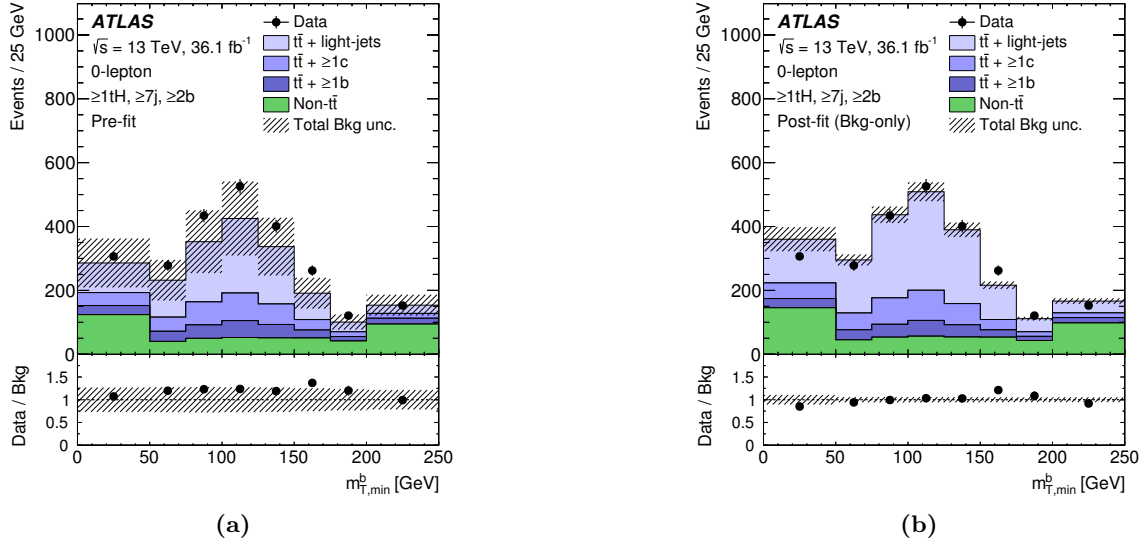 ATLAS
√s = 13 TeV, 36.1 fb⁻¹
0-lepton
≥1tH, ≥7j, ≥2b
Pre-fit
Data
tt̄ + light-jets
tt̄ + ≥1c
tt̄ + ≥1b
Non-tt̄
Total Bkg unc.
Events / 25 GeV
1000
800
600
400
200
0
Data / Bkg
1.5
1
0.5
0
0 50 100 150 200 250
m^b_T,min [GeV]
(a)
ATLAS
√s = 13 TeV, 36.1 fb⁻¹
0-lepton
≥1tH, ≥7j, ≥2b
Post-fit (Bkg-only)
Data
tt̄ + light-jets
tt̄ + ≥1c
tt̄ + ≥1b
Non-tt̄
Total Bkg unc.
Events / 25 GeV
1000
800
600
400
200
0
Data / Bkg
1.5
1
0.5
0
0 50 100 150 200 250
m^b_T,min [GeV]
(b)